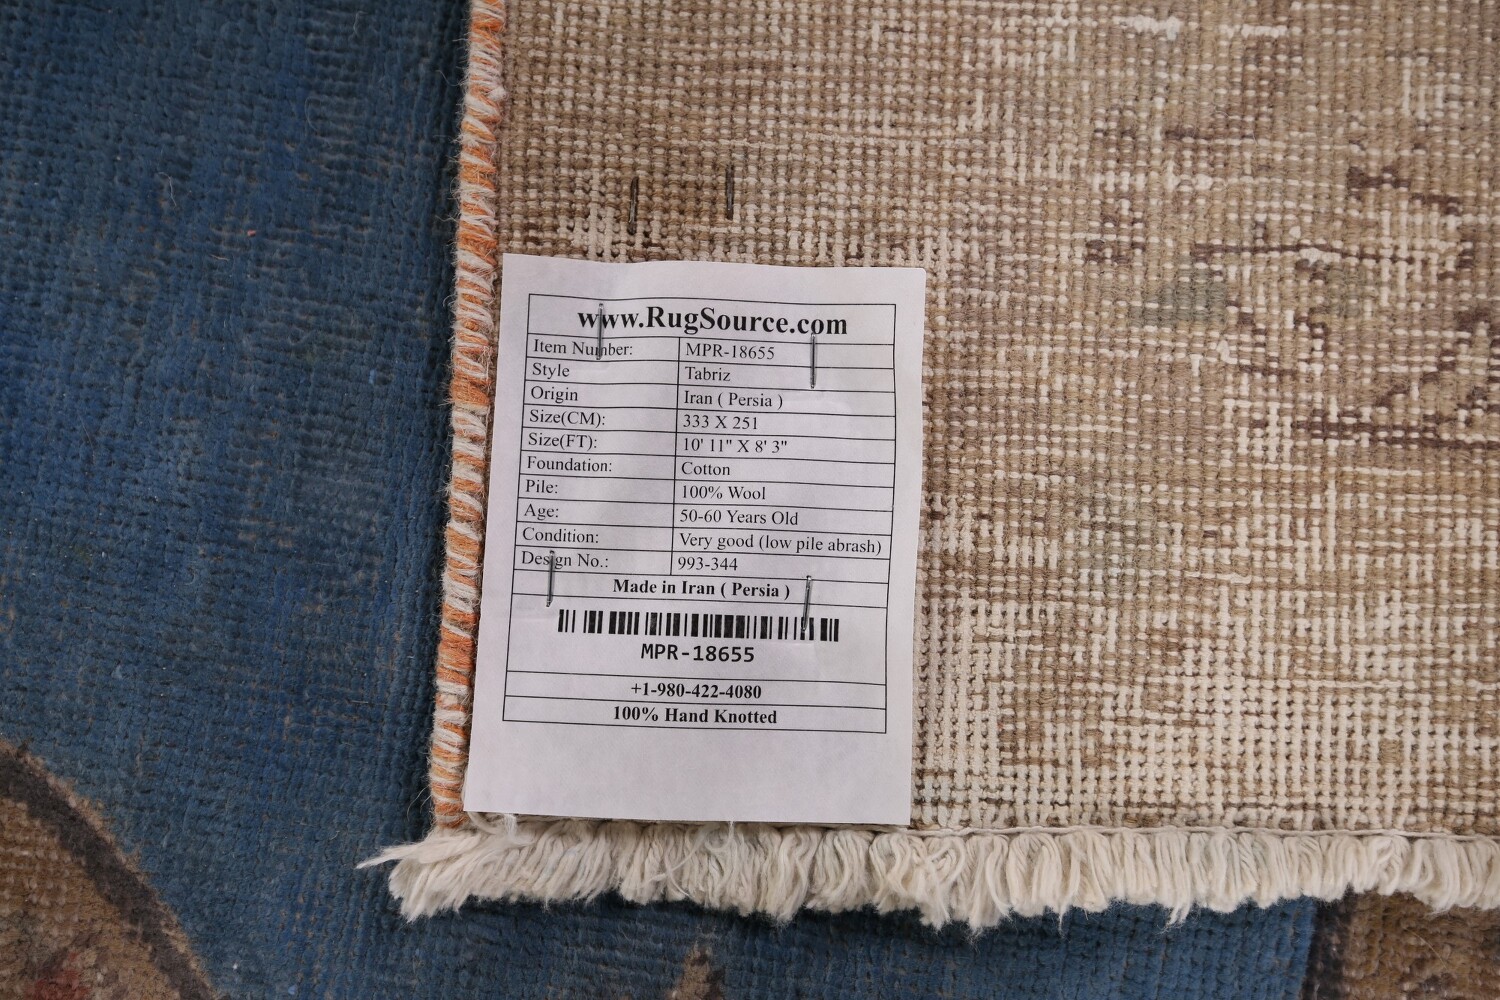 www.RugSource.com
Item Number: MPR-18655
Style Tabriz
Origin Iran ( Persia )
Size(CM): 333 X 251
Size(FT): 10' 11" X 8' 3"
Foundation: Cotton
Pile: 100% Wool
Age: 50-60 Years Old
Condition: Very good (low pile abrash)
Design No.: 993-344
Made in Iran ( Persia )
MPR-18655
+1-980-422-4080
100% Hand Knotted